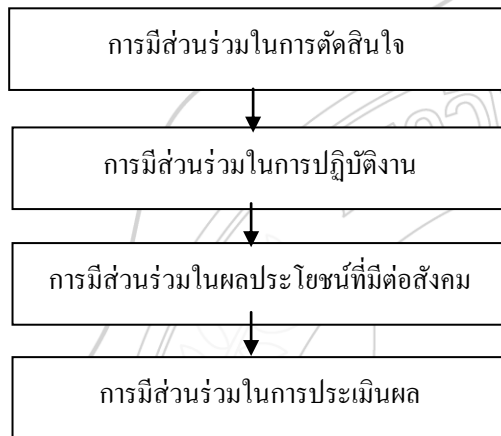 การมีส่วนร่วมในการตัดสินใจ
การมีส่วนร่วมในการปฏิบัติงาน
การมีส่วนร่วมในผลประโยชน์ที่มีต่อสังคม
การมีส่วนร่วมในการประเมินผล